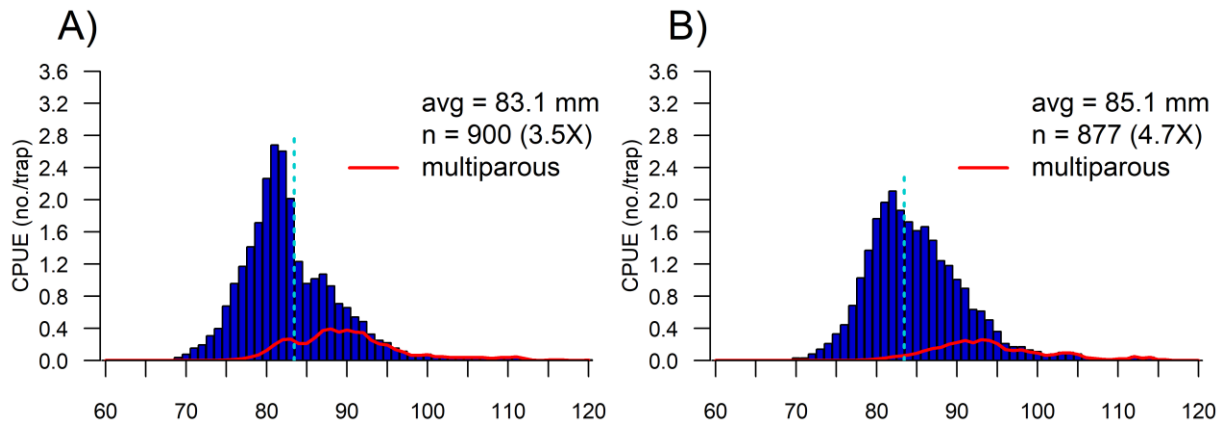 A)
CPUE (no./trap)
3.6
3.2
2.8
2.4
2.0
1.6
1.2
0.8
0.4
0.0
avg = 83.1 mm
n = 900 (3.5X)
multiparous
60 70 80 90 100 110 120
B)
CPUE (no./trap)
3.6
3.2
2.8
2.4
2.0
1.6
1.2
0.8
0.4
0.0
avg = 85.1 mm
n = 877 (4.7X)
multiparous
60 70 80 90 100 110 120